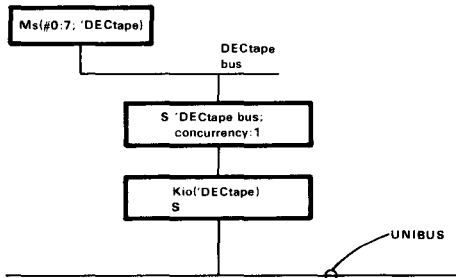 Ms(#0:7; 'DECtape)
DECtape
bus
S 'DECtape bus;
concurrency:1
Kio('DECtape)
S
UNIBUS